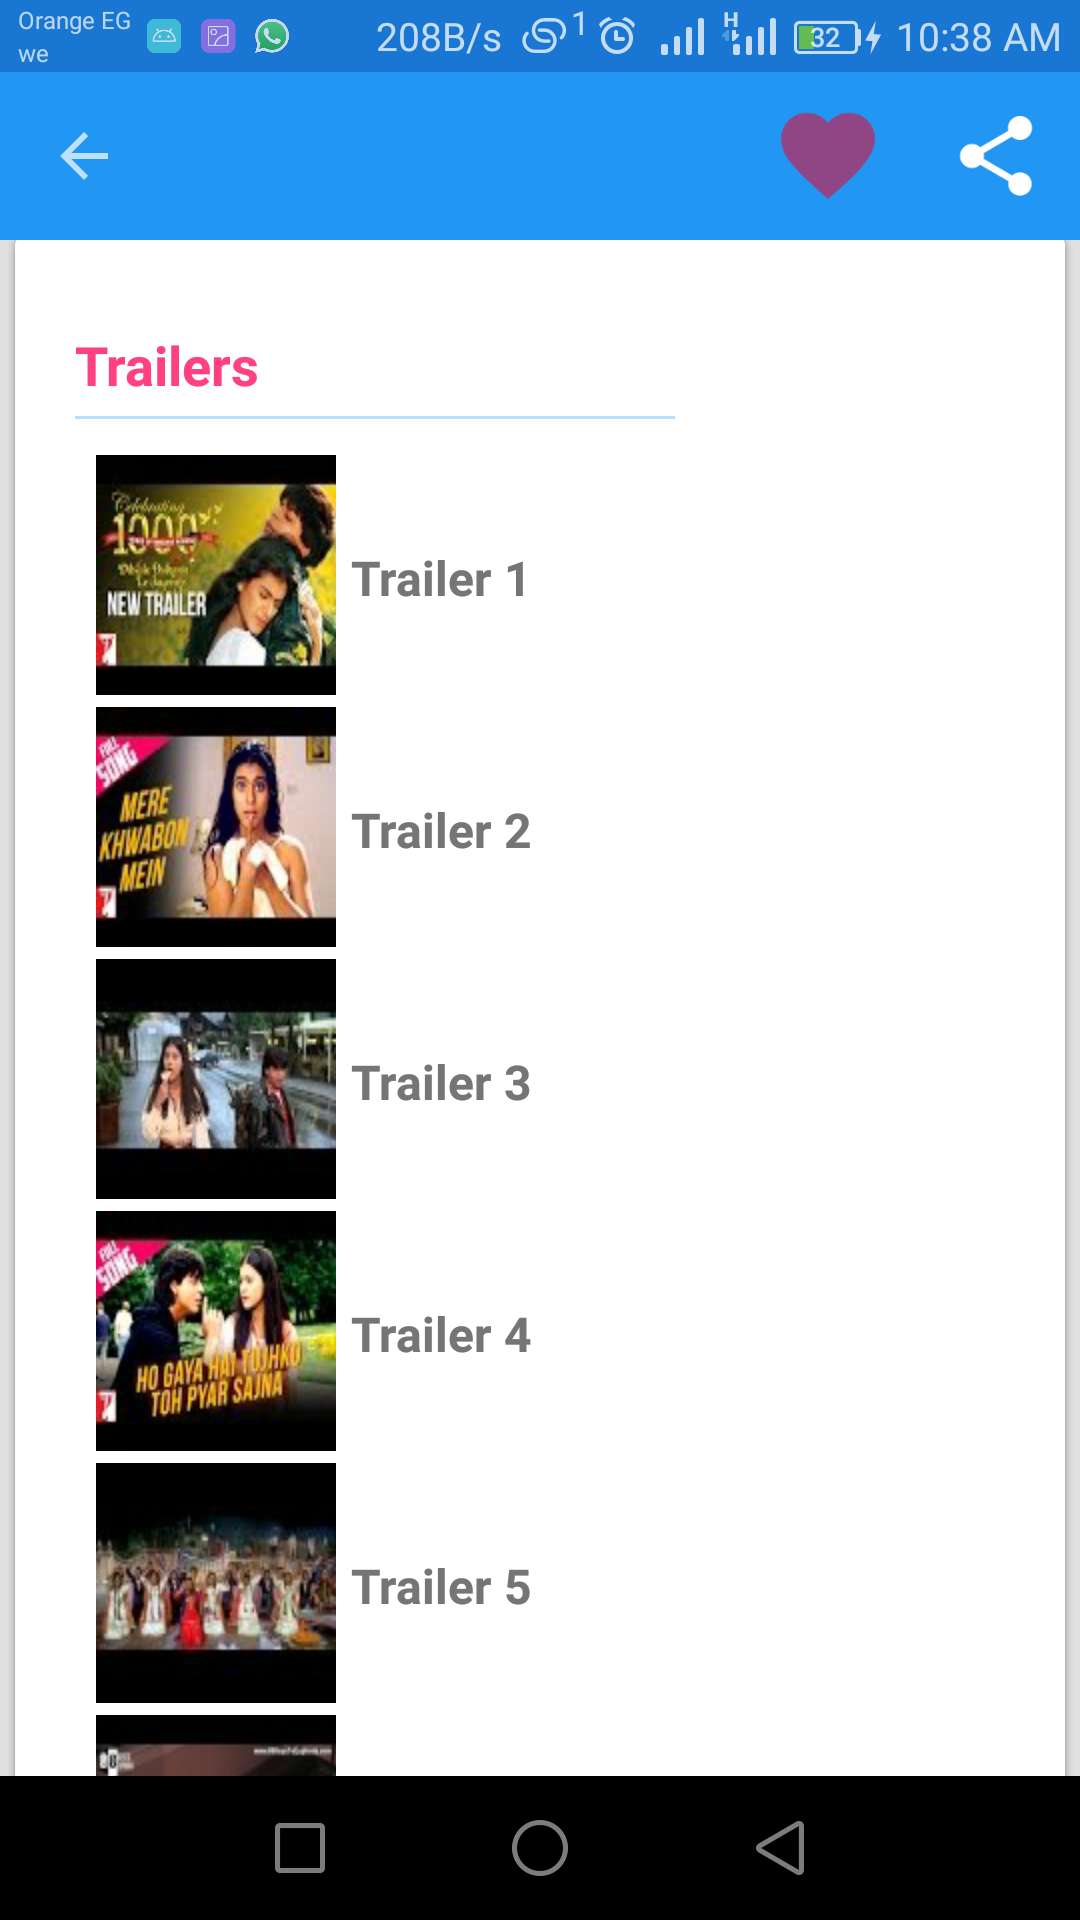 Orange EG
we
208B/s 1 H 32 10:38 AM
Trailers
Celebrating
1000
Dilwale Dulhania
Le Jayenge
NEW TRAILER
Trailer 1
FULL
SONG
MERE
KHWABON
MEIN
Trailer 2
Trailer 3
FULL
SONG
HO GAYA HAI TUJHKO
TOH PYAR SAJNA
Trailer 4
Trailer 5